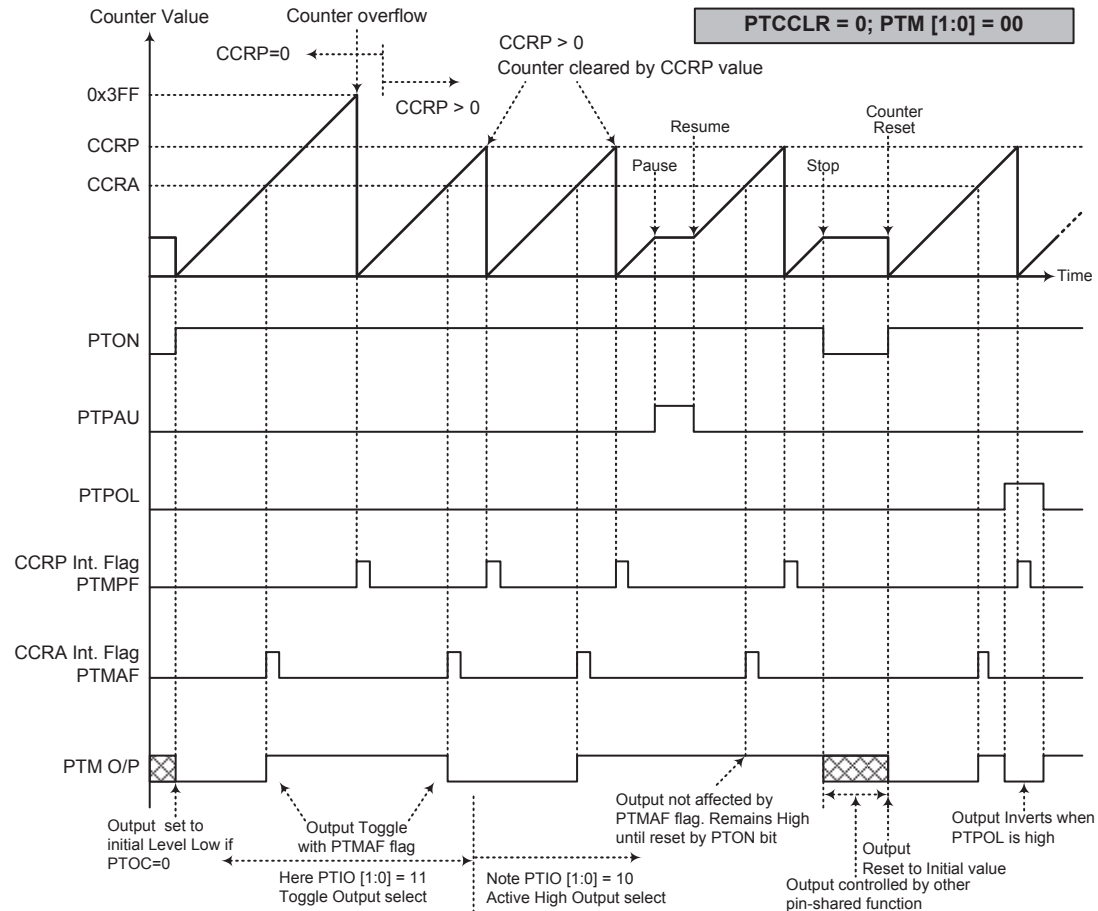 Counter Value
Counter overflow
PTCCLR = 0; PTM [1:0] = 00
CCRP=0
CCRP > 0
CCRP > 0
Counter cleared by CCRP value
0x3FF
CCRP
CCRA
Pause
Resume
Stop
Counter
Reset
Time
PTON
PTPAU
PTPOL
CCRP Int. Flag
PTMPF
CCRA Int. Flag
PTMAF
PTM O/P
Output set to
initial Level Low if
PTOC=0
Output Toggle
with PTMAF flag
Here PTIO [1:0] = 11
Toggle Output select
Note PTIO [1:0] = 10
Active High Output select
Output not affected by
PTMAF flag. Remains High
until reset by PTON bit
Output
Reset to Initial value
Output controlled by other
pin-shared function
Output Inverts when
PTPOL is high